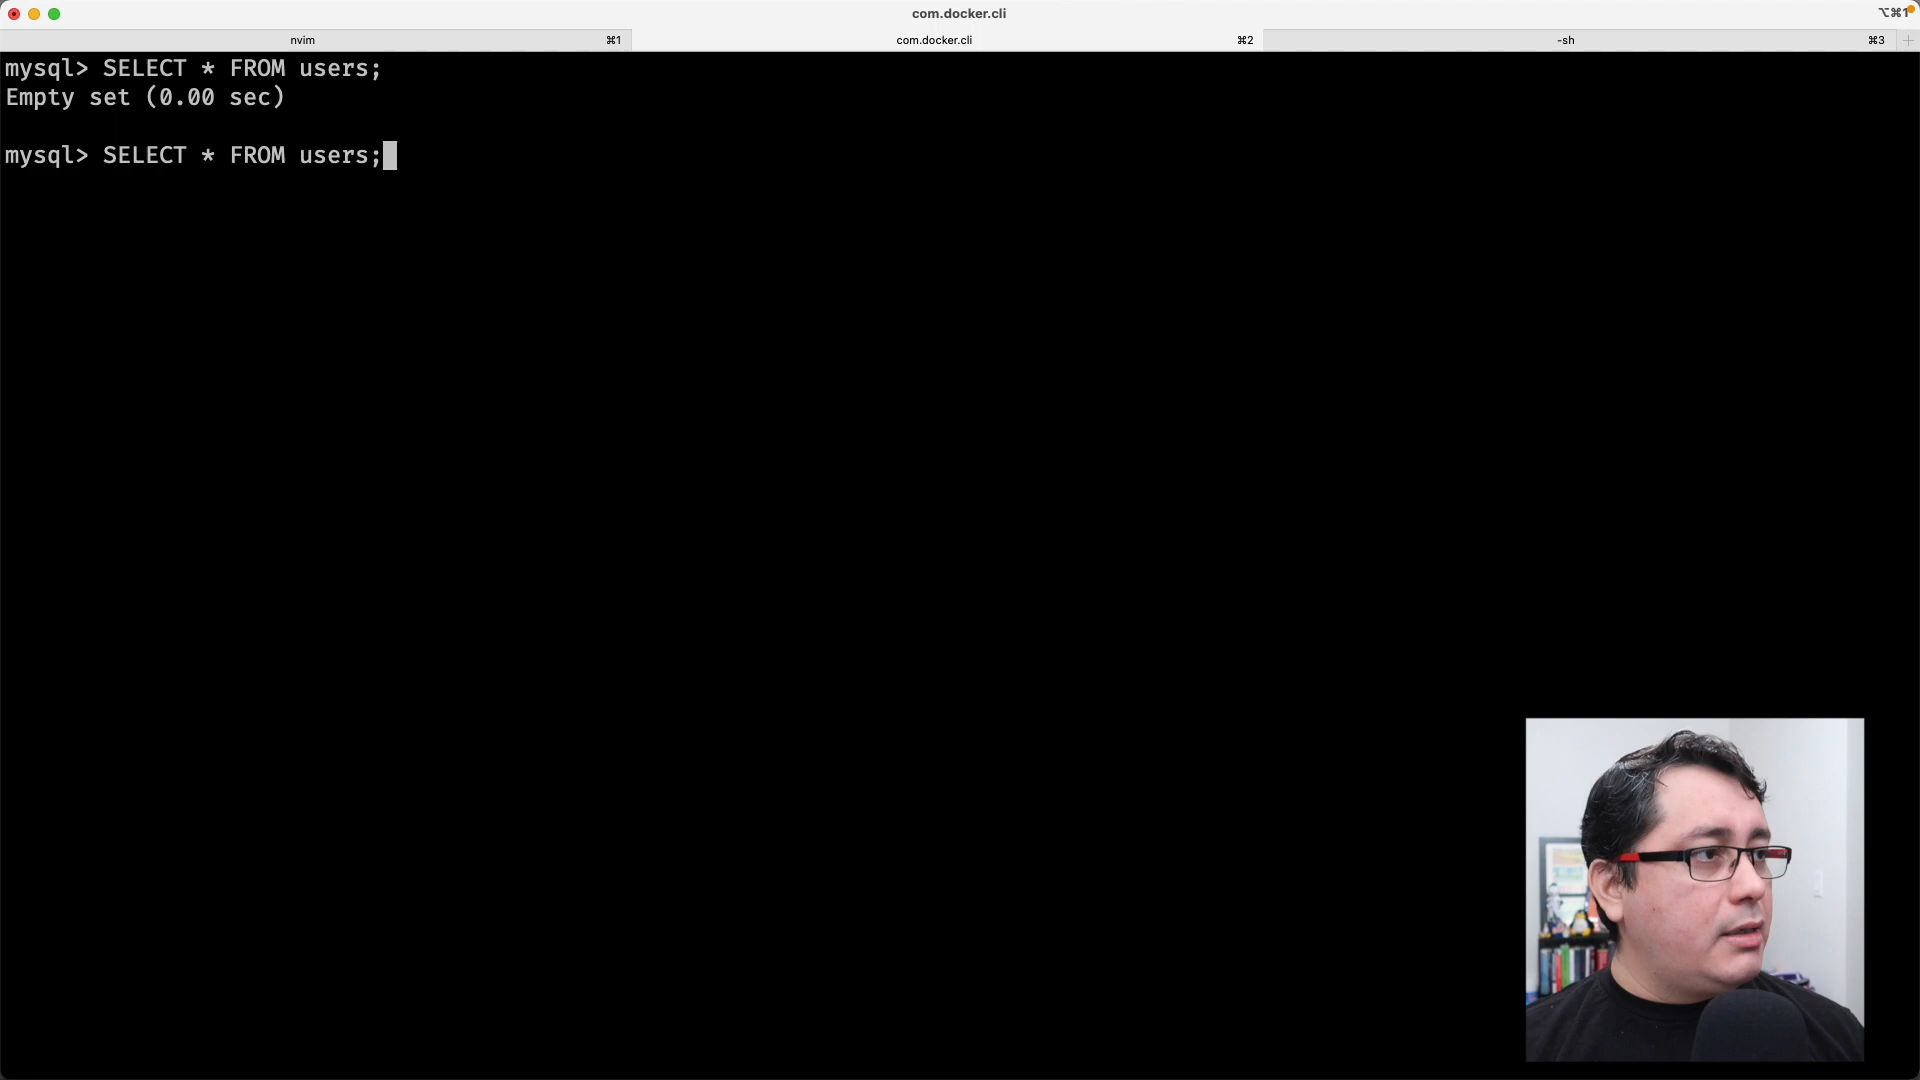 com.docker.cli
⌥⌘1
nvim ⌘1
com.docker.cli ⌘2
-sh ⌘3
mysql> SELECT * FROM users;
Empty set (0.00 sec)
mysql> SELECT * FROM users;